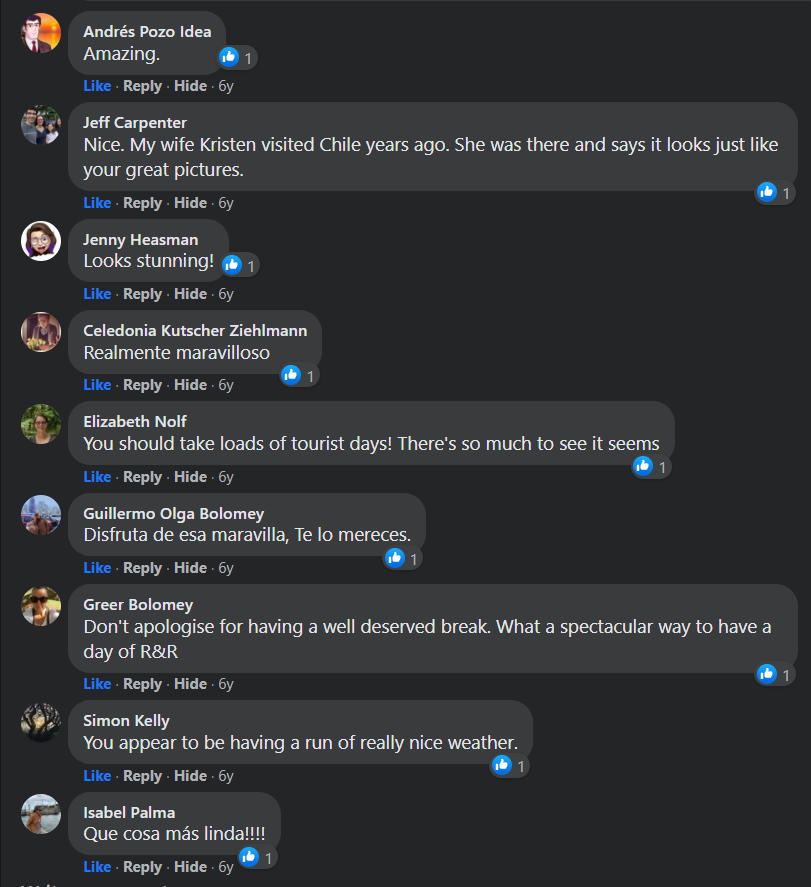 Andrés Pozo Idea
Amazing.
1
Like · Reply · Hide · 6y
Jeff Carpenter
Nice. My wife Kristen visited Chile years ago. She was there and says it looks just like
your great pictures.
1
Like · Reply · Hide · 6y
Jenny Heasman
Looks stunning!
1
Like · Reply · Hide · 6y
Celedonia Kutscher Ziehlmann
Realmente maravilloso
1
Like · Reply · Hide · 6y
Elizabeth Nolf
You should take loads of tourist days! There's so much to see it seems
1
Like · Reply · Hide · 6y
Guillermo Olga Bolomey
Disfruta de esa maravilla, Te lo mereces.
1
Like · Reply · Hide · 6y
Greer Bolomey
Don't apologise for having a well deserved break. What a spectacular way to have a
day of R&R
1
Like · Reply · Hide · 6y
Simon Kelly
You appear to be having a run of really nice weather.
1
Like · Reply · Hide · 6y
Isabel Palma
Que cosa más linda!!!!
1
Like · Reply · Hide · 6y